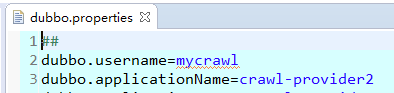 dubbo.properties
1 ##
2 dubbo.username=mycrawl
3 dubbo.applicationName=crawl-provider2